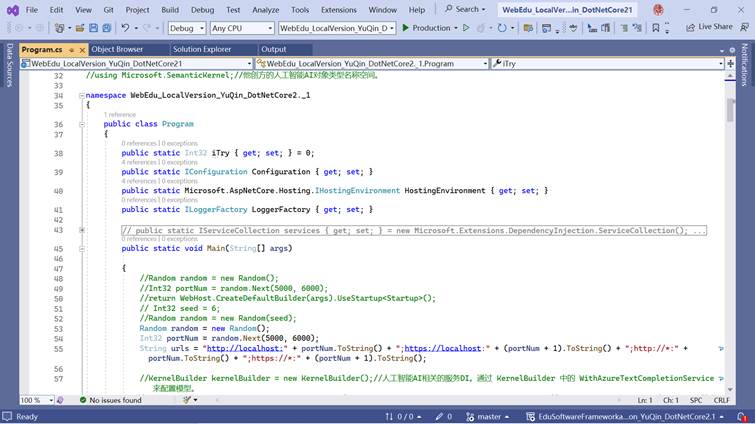 File Edit View Git Project Build Debug Test Analyze Tools Extensions Window Help Search WebEdu_LocalVer...in_DotNetCore21
Debug Any CPU WebEdu_LocalVersion_YuQin_D Production Live Share
Program.cs Object Browser Solution Explorer Output
WebEdu_LocalVersion_YuQin_DotNetCore21 WebEdu_LocalVersion_YuQin_DotNetCore2._1.Program iTry
Data Sources
Notifications
32 //using Microsoft.SemanticKernel;//他创方的人工智能AI对象类型名称空间。
33
34 namespace WebEdu_LocalVersion_YuQin_DotNetCore2._1
35 {
1 reference
36 public class Program
37 {
0 references | 0 exceptions
38 public static Int32 iTry { get; set; } = 0;
4 references | 0 exceptions
39 public static IConfiguration Configuration { get; set; }
4 references | 0 exceptions
40 public static Microsoft.AspNetCore.Hosting.IHostingEnvironment HostingEnvironment { get; set; }
0 references | 0 exceptions
41 public static ILoggerFactory LoggerFactory { get; set; }
42
43 // public static IServiceCollection services { get; set; } = new Microsoft.Extensions.DependencyInjection.ServiceCollection(); ...
0 references | 0 exceptions
45 public static void Main(String[] args)
46
47 {
48 //Random random = new Random();
49 //Int32 portNum = random.Next(5000, 6000);
50 //return WebHost.CreateDefaultBuilder(args).UseStartup<Startup>();
51 // Int32 seed = 6;
52 //Random random = new Random(seed);
53 Random random = new Random();
54 Int32 portNum = random.Next(5000, 6000);
55 String urls = "http://localhost:" + portNum.ToString() + ";https://localhost:" + (portNum + 1).ToString() + ";http://*:" +
portNum.ToString() + ";https://*:" + (portNum + 1).ToString();
56
57 //KernelBuilder kernelBuilder = new KernelBuilder();//人工智能AI相关的服务DI。通过 KernelBuilder 中的 WithAzureTextCompletionService
来配置模型。
100 % No issues found Ln: 1 Ch: 1 SPC CRLF
Ready 0 / 0 0 master EduSoftwareFrameworka...on_YuQin_DotNetCore2.1 1